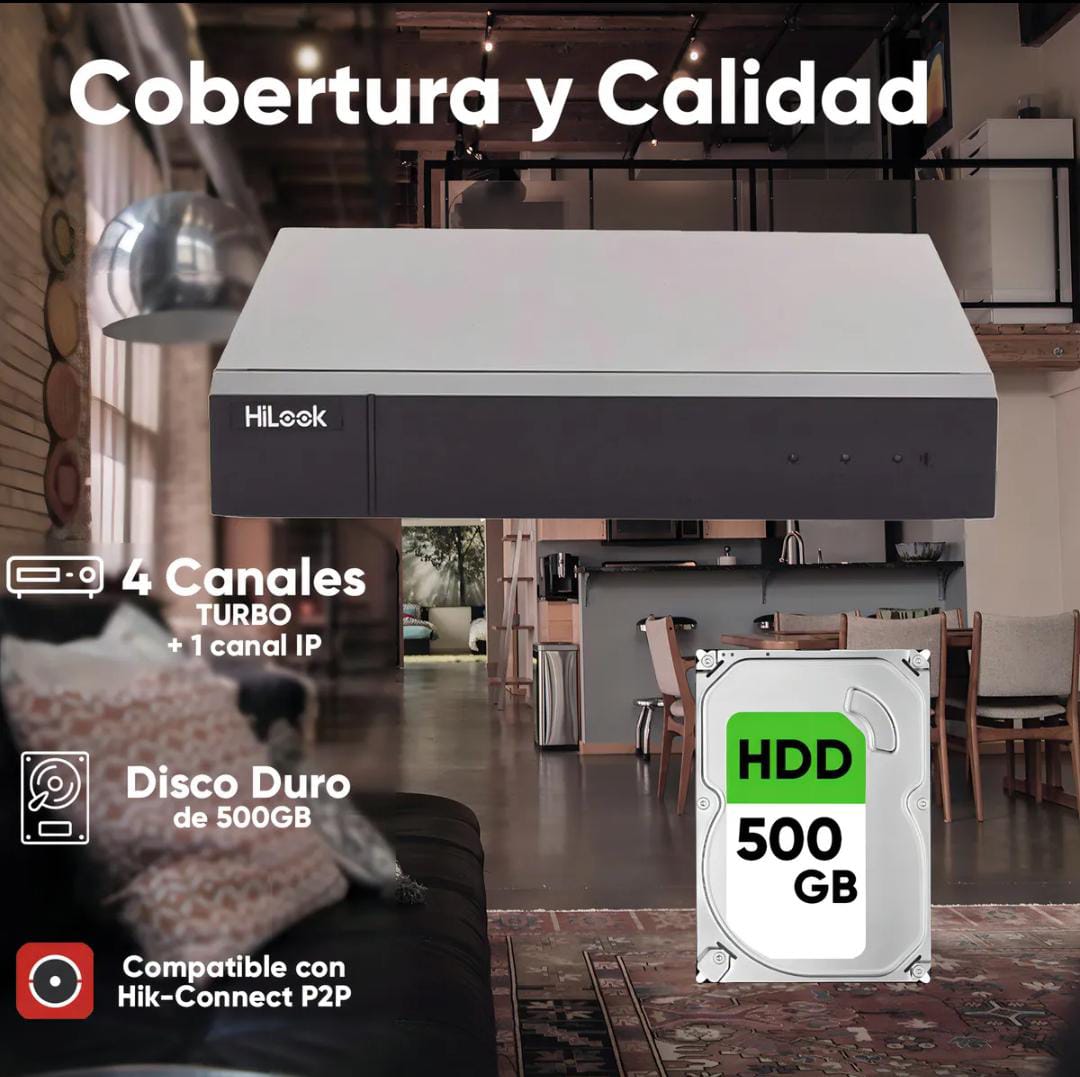 Cobertura y Calidad
HiLook
4 Canales
TURBO
+ 1 canal IP
Disco Duro
de 500GB
HDD
500
GB
Compatible con
Hik-Connect P2P